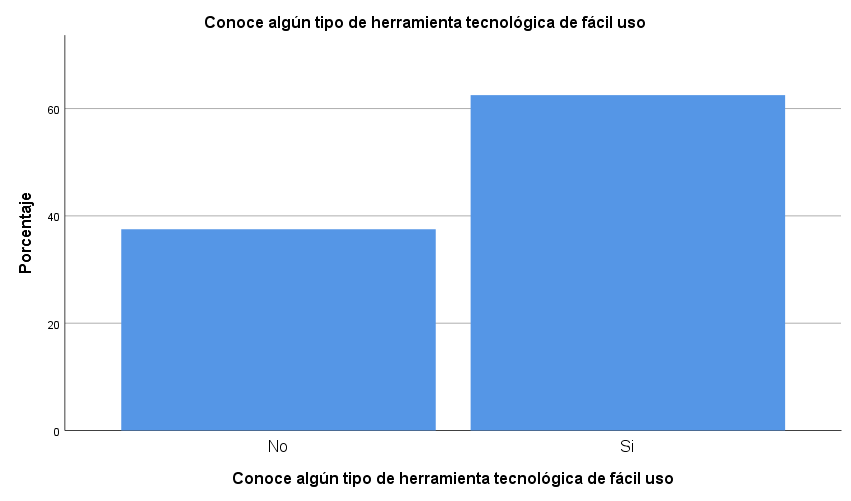 Conoce algún tipo de herramienta tecnológica de fácil uso
60
40
20
0
Porcentaje
No
Si
Conoce algún tipo de herramienta tecnológica de fácil uso